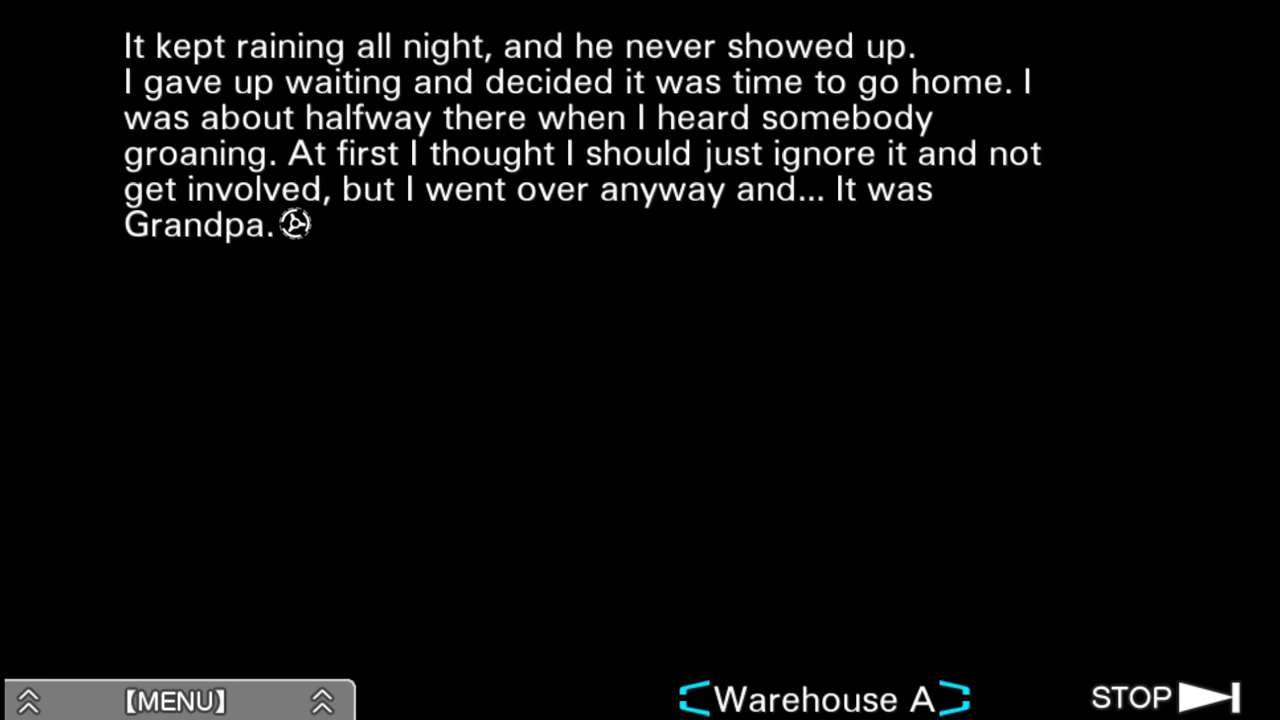 It kept raining all night, and he never showed up.
I gave up waiting and decided it was time to go home. I
was about halfway there when I heard somebody
groaning. At first I thought I should just ignore it and not
get involved, but I went over anyway and... It was
Grandpa.
【MENU】
Warehouse A
STOP